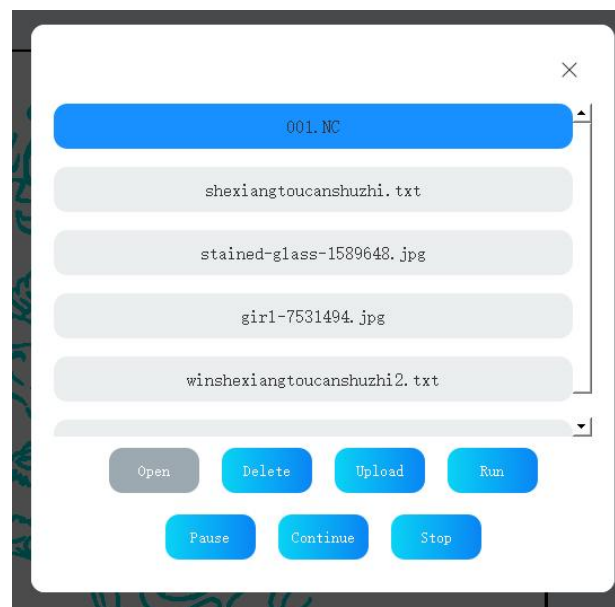 001.NC
shexiangtoucanshuzhi.txt
stained-glass-1589648.jpg
girl-7531494.jpg
winshexiangtoucanshuzhi2.txt
Open Delete Upload Run
Pause Continue Stop